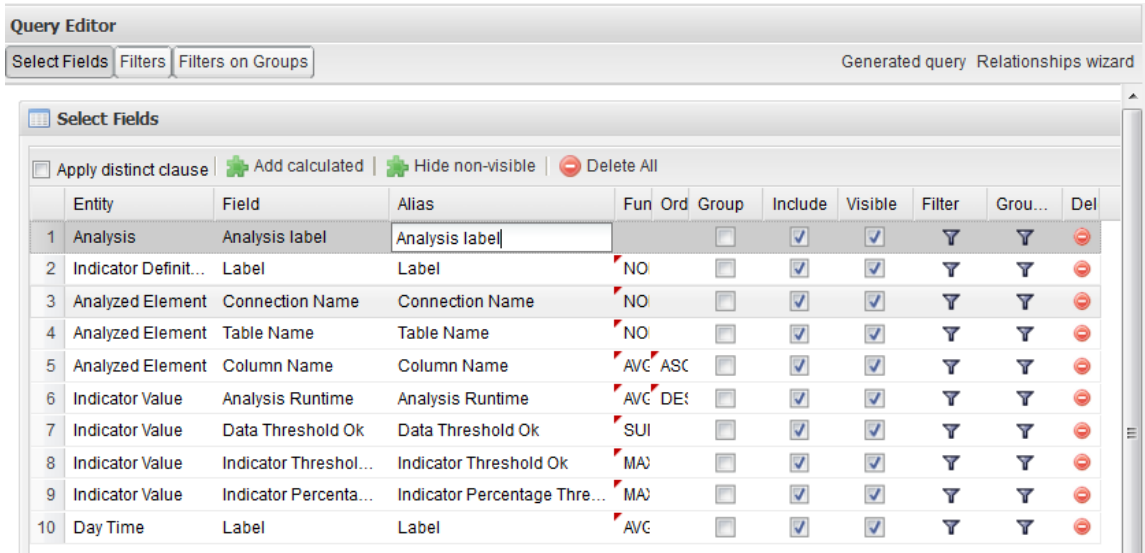 Query Editor
Select Fields Filters Filters on Groups Generated query Relationships wizard
Select Fields
Apply distinct clause Add calculated Hide non-visible Delete All
Entity Field Alias Fun Ord Group Include Visible Filter Grou... Del
1 Analysis Analysis label Analysis label
2 Indicator Definit... Label Label NO
3 Analyzed Element Connection Name Connection Name NO
4 Analyzed Element Table Name Table Name NO
5 Analyzed Element Column Name Column Name AVG ASC
6 Indicator Value Analysis Runtime Analysis Runtime AVG DES
7 Indicator Value Data Threshold Ok Data Threshold Ok SUI
8 Indicator Value Indicator Threshol... Indicator Threshold Ok MAX
9 Indicator Value Indicator Percenta... Indicator Percentage Thre... MAX
10 Day Time Label Label AVG